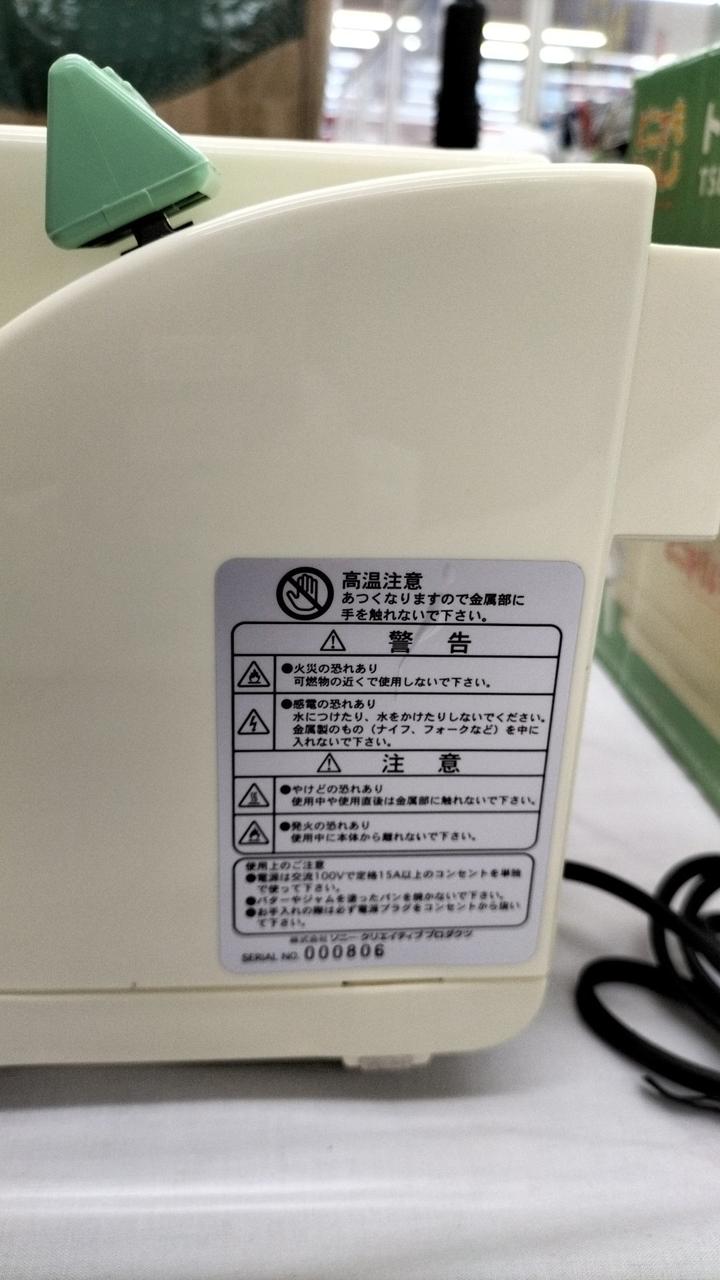 高温注意
あつくなりますので金属部に
手を触れないで下さい。
警告
●火災の恐れあり
可燃物の近くで使用しないで下さい。
●感電の恐れあり
水につけたり、水をかけたりしないでください。
金属製のもの（ナイフ、フォークなど）を中に
入れないで下さい。
注意
●やけどの恐れあり
使用中や使用直後は金属部に触れないで下さい。
●発火の恐れあり
使用中に本体から離れないで下さい。
使用上のご注意
●電源は交流100Vで定格15A以上のコンセントを単独
で使って下さい。
●バターやジャムを塗ったパンを焼かないで下さい。
●お手入れの際は必ず電源プラグをコンセントから抜い
て下さい。
株式会社 ソニー クリエイティブプロダクツ
SERIAL NO. 000806